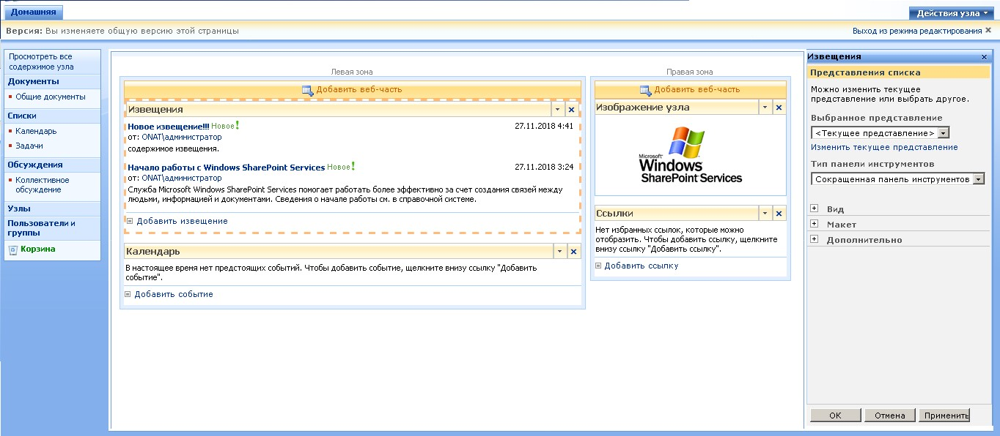 Домашняя
Действия узла
Версия: Вы изменяете общую версию этой страницы
Выход из режима редактирования
Просмотреть все
содержимое узла
Документы
Общие документы
Списки
Календарь
Задачи
Обсуждения
Коллективное
обсуждение
Узлы
Пользователи и
группы
Корзина
Левая зона
Добавить веб-часть
Извещения
Новое извещение!!! Новое!
27.11.2018 4:41
от: ONAT\администратор
содержимое извещения.
Начало работы с Windows SharePoint Services Новое!
27.11.2018 3:24
от: ONAT\администратор
Служба Microsoft Windows SharePoint Services помогает работать более эффективно за счет создания связей между
людьми, информацией и документами. Сведения о начале работы см. в справочной системе.
Добавить извещение
Календарь
В настоящее время нет предстоящих событий. Чтобы добавить событие, щелкните внизу ссылку "Добавить
событие".
Добавить событие
Правая зона
Добавить веб-часть
Изображение узла
Microsoft
Windows
SharePoint Services
Ссылки
Нет избранных ссылок, которые можно
отобразить. Чтобы добавить ссылку, щелкните
внизу ссылку "Добавить ссылку".
Добавить ссылку
Извещения
Представления списка
Можно изменить текущее
представление или выбрать другое.
Выбранное представление
<Текущее представление>
Изменить текущее представление
Тип панели инструментов
Сокращенная панель инструментов
Вид
Макет
Дополнительно
ОК
Отмена
Применить